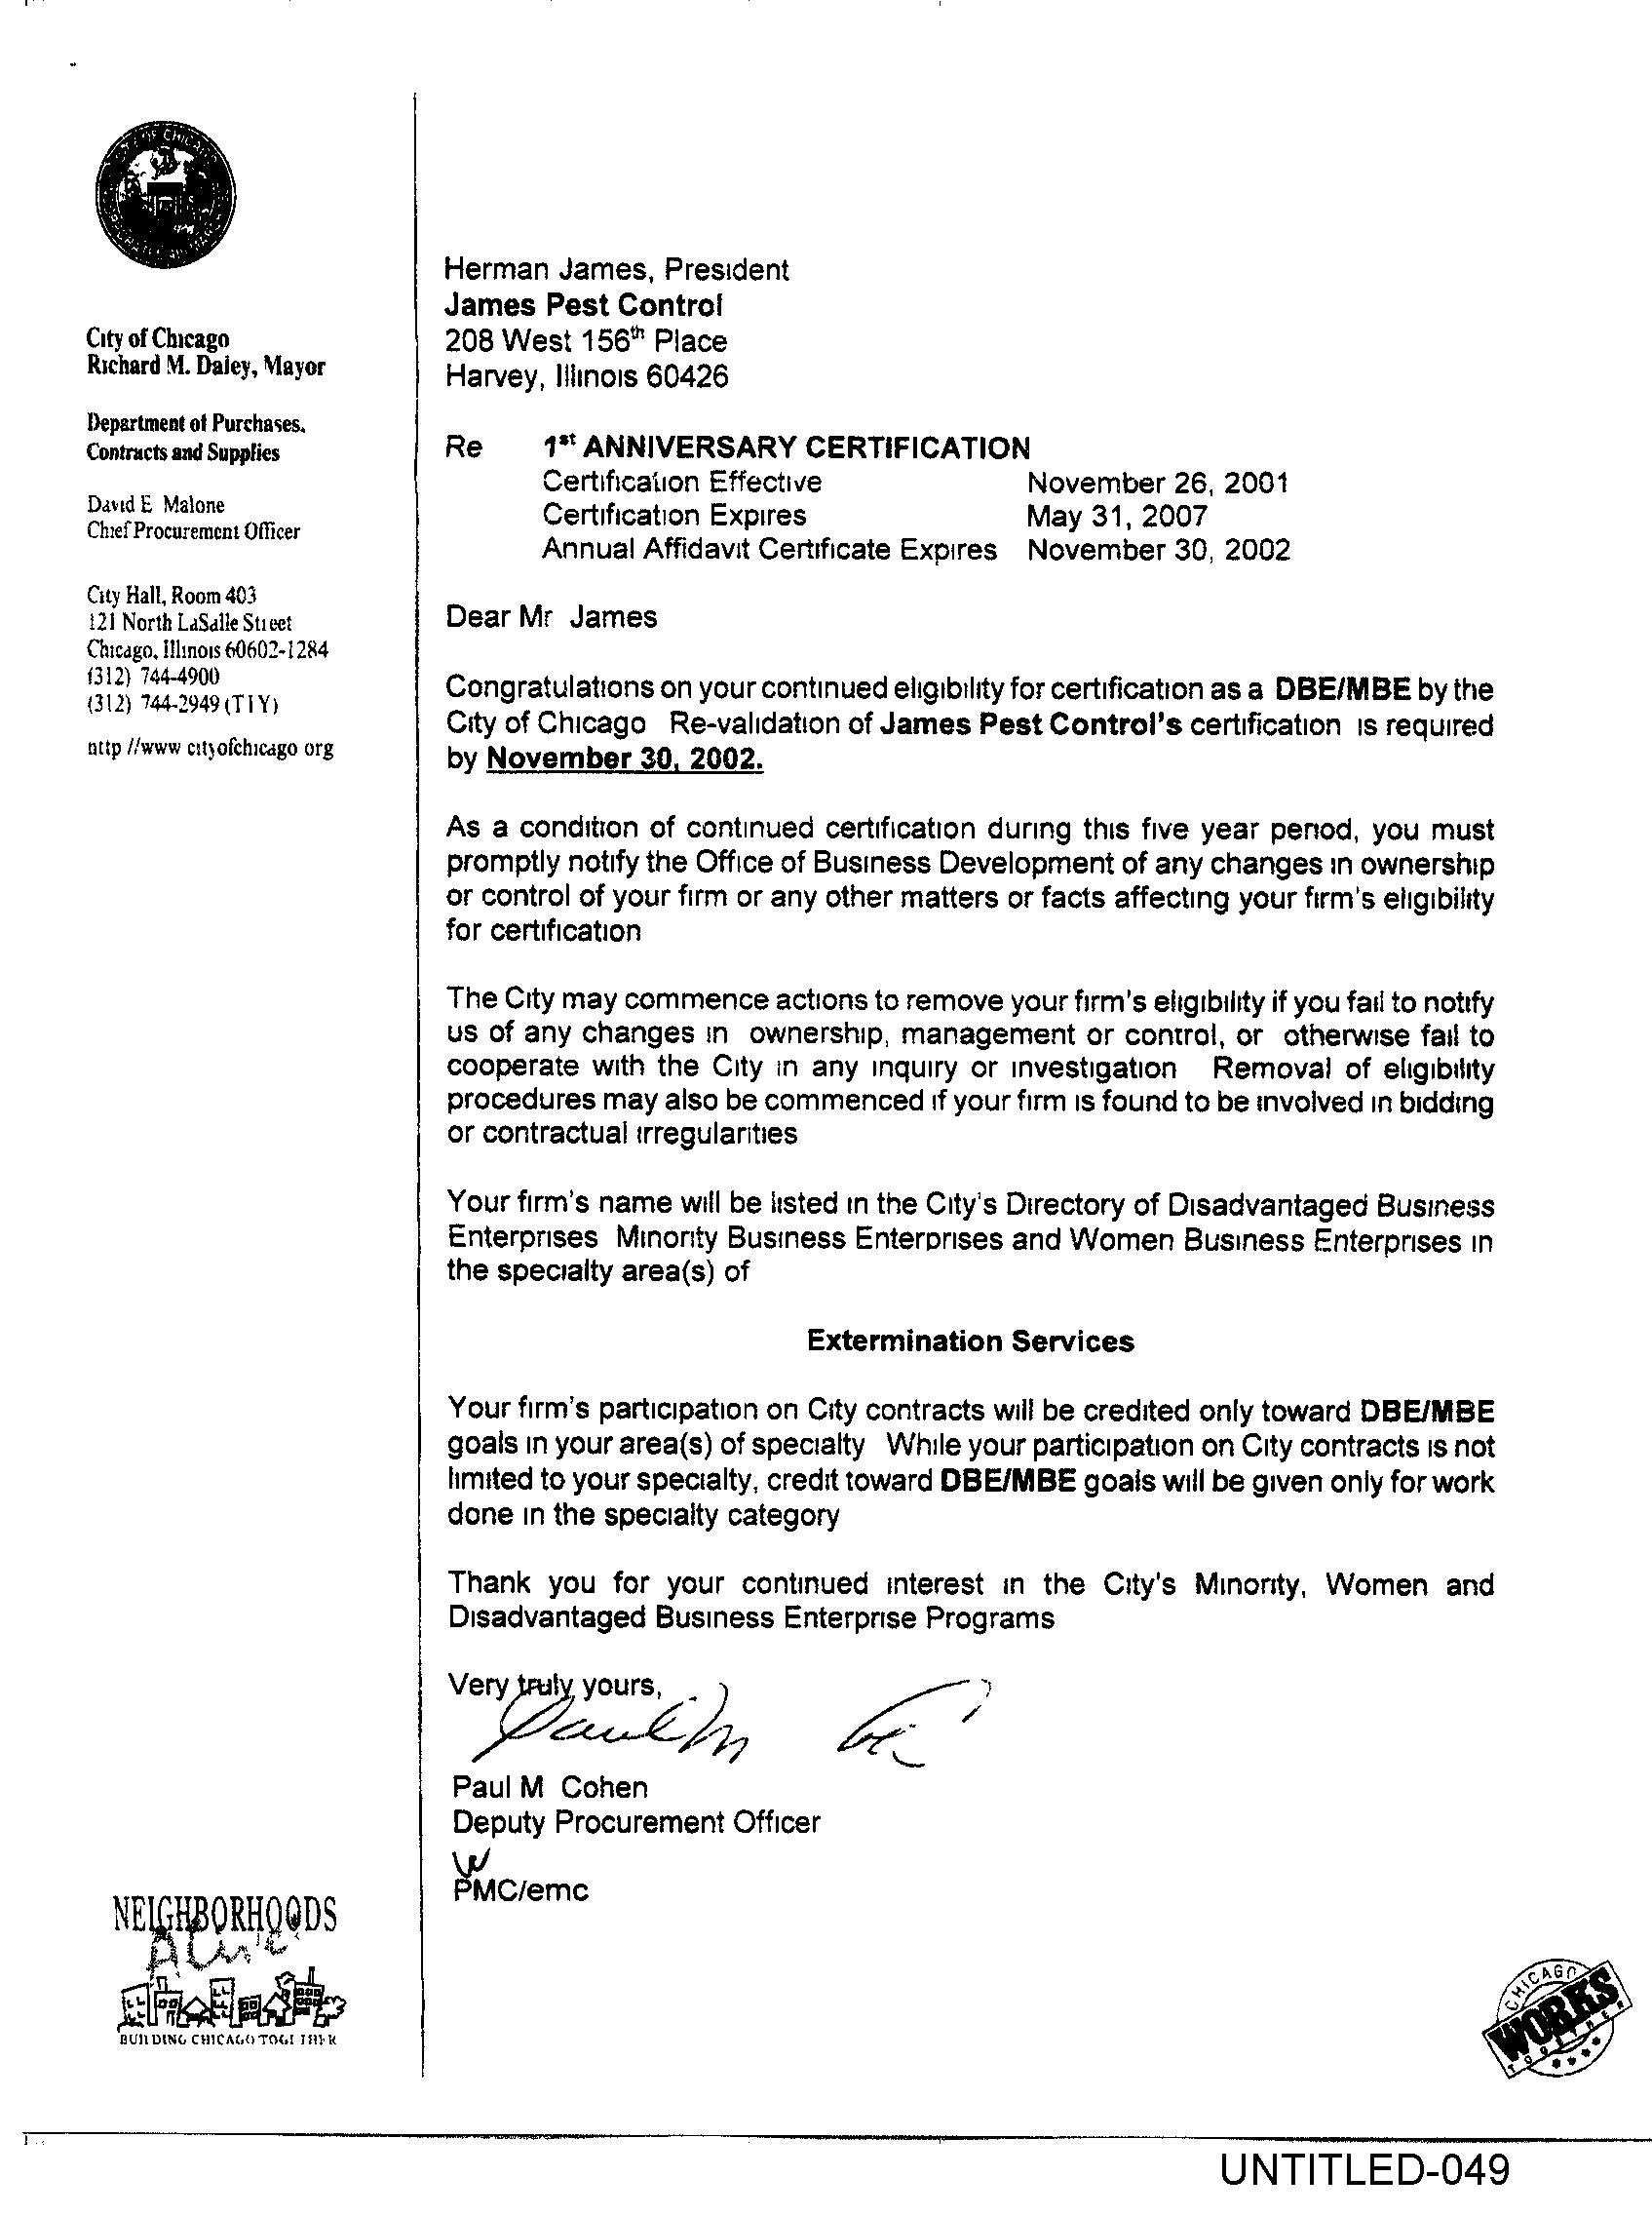 City of Chicago
Richard M. Daley, Mayor
Department of Purchases,
Contracts and Supplies
David E Malone
Chief Procurement Officer
City Hall, Room 403
121 North LaSalle Street
Chicago, Illinois 60602-1284
(312) 744-4900
(312) 744-2949 (TTY)
http //www cityofchicago org
Herman James, President
James Pest Control
208 West 156th Place
Harvey, Illinois 60426
Re 1st ANNIVERSARY CERTIFICATION
Certification Effective November 26, 2001
Certification Expires May 31, 2007
Annual Affidavit Certificate Expires November 30, 2002
Dear Mr James
Congratulations on your continued eligibility for certification as a DBE/MBE by the
City of Chicago Re-validation of James Pest Control's certification is required
by November 30, 2002.
As a condition of continued certification during this five year period, you must
promptly notify the Office of Business Development of any changes in ownership
or control of your firm or any other matters or facts affecting your firm's eligibility
for certification
The City may commence actions to remove your firm's eligibility if you fail to notify
us of any changes in ownership, management or control, or otherwise fail to
cooperate with the City in any inquiry or investigation Removal of eligibility
procedures may also be commenced if your firm is found to be involved in bidding
or contractual irregularities
Your firm's name will be listed in the City's Directory of Disadvantaged Business
Enterprises Minority Business Enterprises and Women Business Enterprises in
the specialty area(s) of
Extermination Services
Your firm's participation on City contracts will be credited only toward DBE/MBE
goals in your area(s) of specialty While your participation on City contracts is not
limited to your specialty, credit toward DBE/MBE goals will be given only for work
done in the specialty category
Thank you for your continued interest in the City's Minority, Women and
Disadvantaged Business Enterprise Programs
Very truly yours,
Paul M Cohen
Deputy Procurement Officer
PMC/emc
NEIGHBORHOODS
Alive
BUILDING CHICAGO TOGETHER
CHICAGO
WORKS
TOGETHER
UNTITLED-049